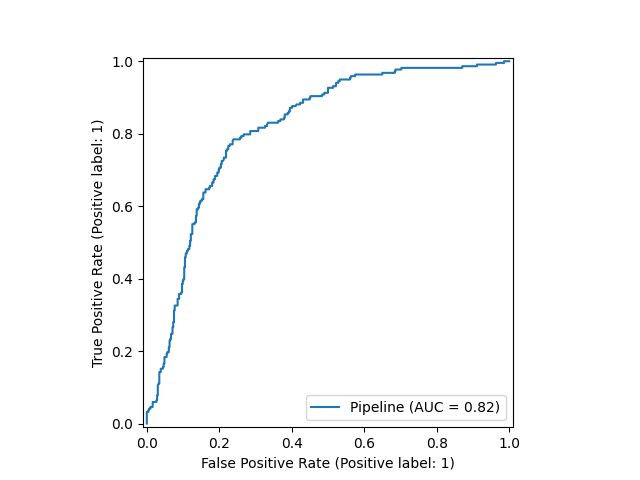 1.0
0.8
0.6
0.4
0.2
0.0
True Positive Rate (Positive label: 1)
Pipeline (AUC = 0.82)
0.0 0.2 0.4 0.6 0.8 1.0
False Positive Rate (Positive label: 1)